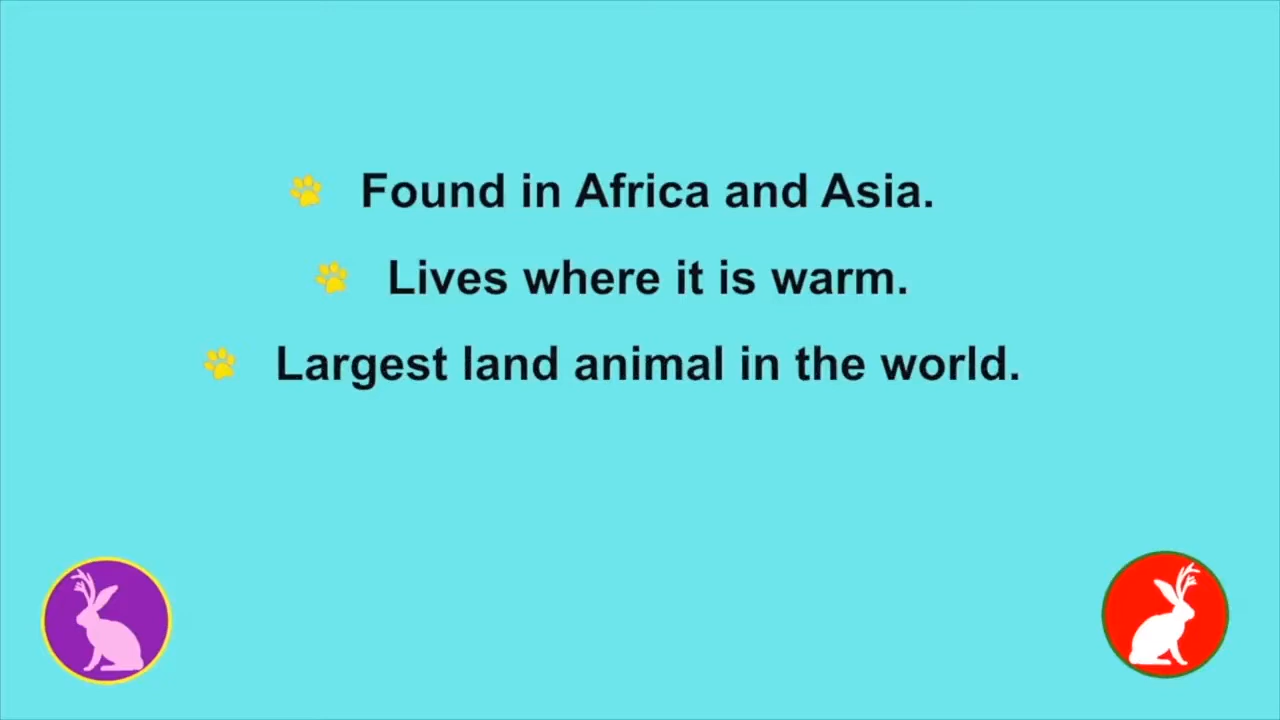 Found in Africa and Asia.
Lives where it is warm.
Largest land animal in the world.